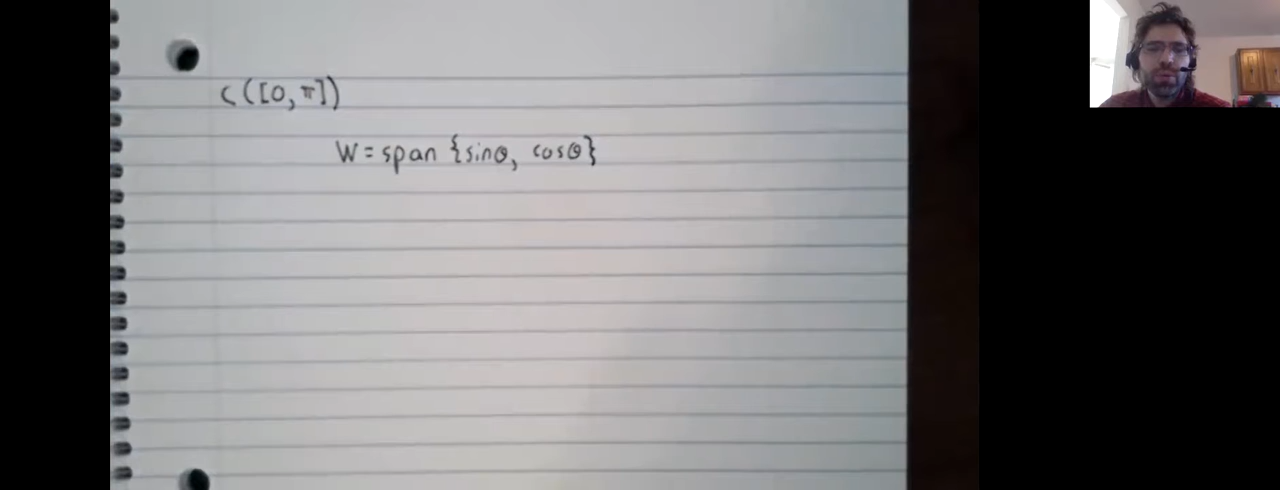 C([0, π])
W = span {sinθ, cosθ}